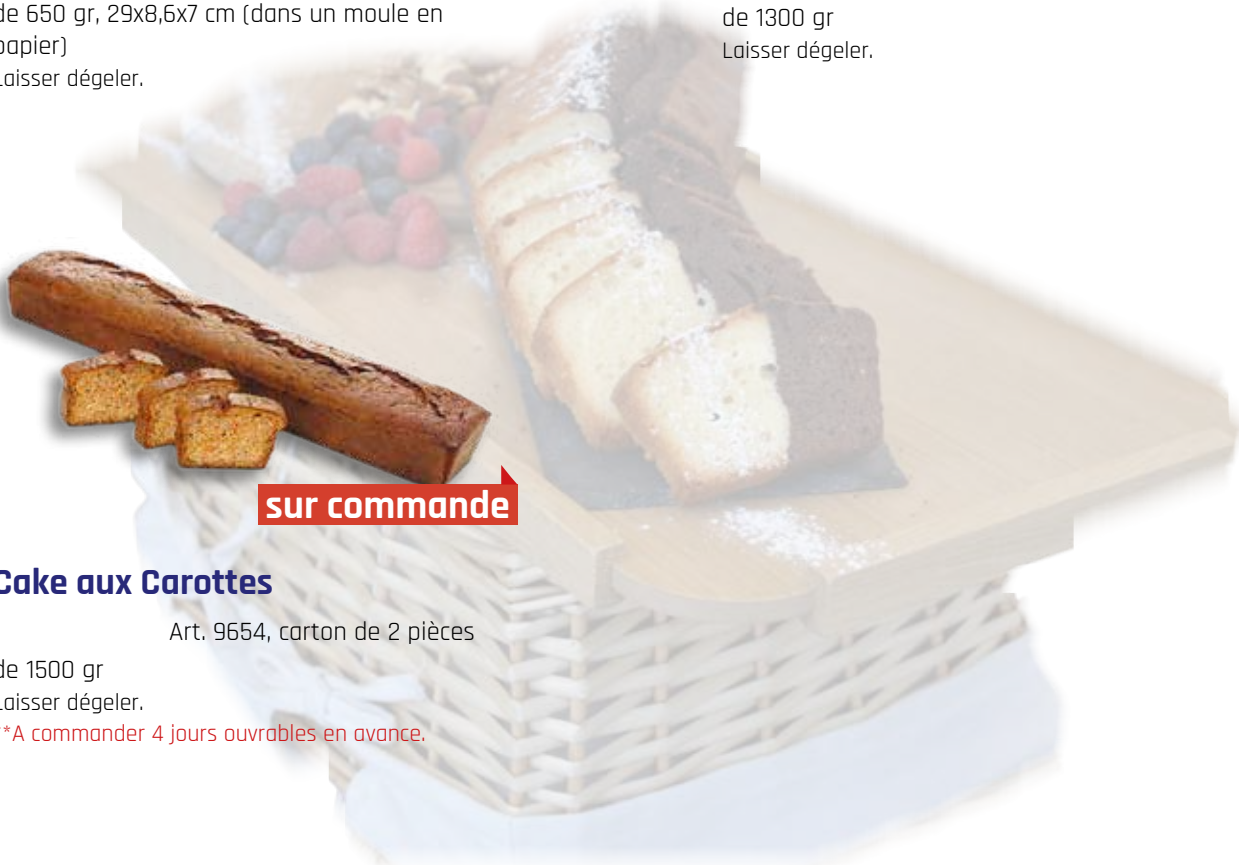 de 650 gr, 29x8,6x7 cm (dans un moule en
papier)
Laisser dégeler.
de 1300 gr
Laisser dégeler.
sur commande
Cake aux Carottes
Art. 9654, carton de 2 pièces
de 1500 gr
Laisser dégeler.
**A commander 4 jours ouvrables en avance.